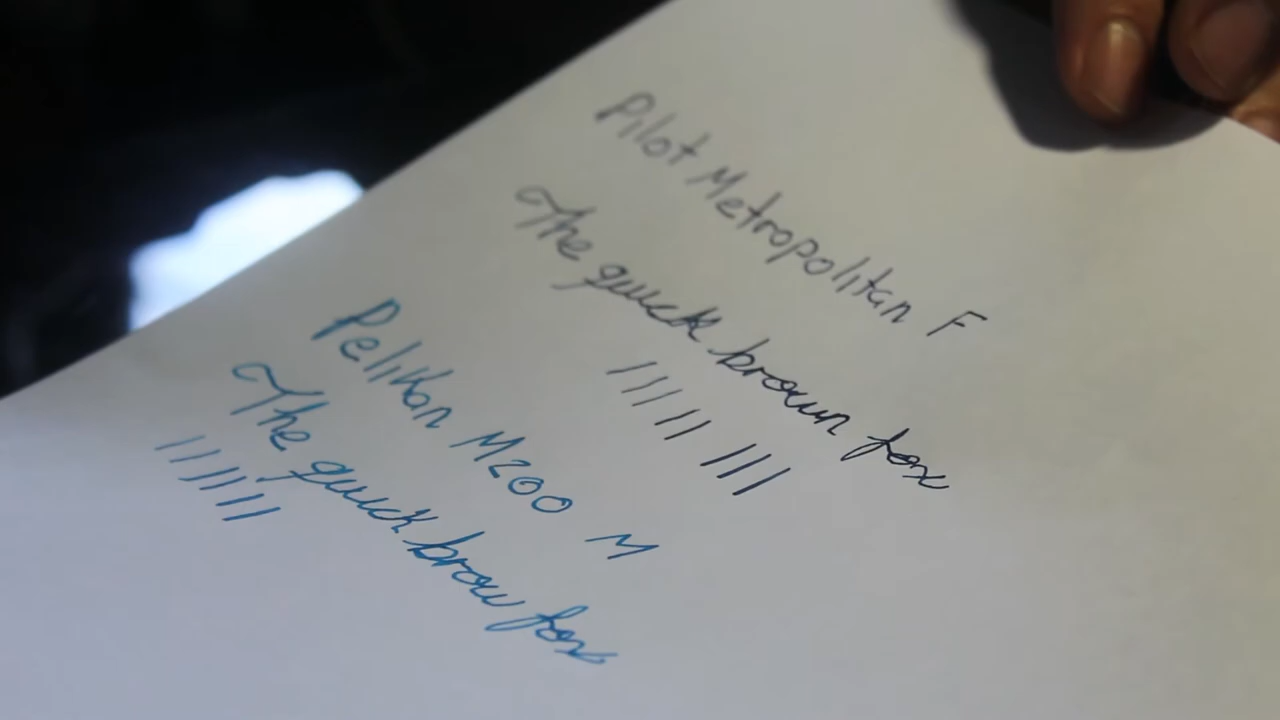 Pilot Metropolitan F
The quick brown fox
Pelikan M200 M
The quick brow fox